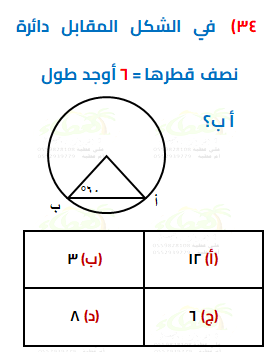 ٣٤) في الشكل المقابل دائرة
نصف قطرها = ٦ أوجد طول
أ ب؟
٦٠°
أ
ب
(أ) ١٢
(ب) ٣
(ج) ٦
(د) ٨